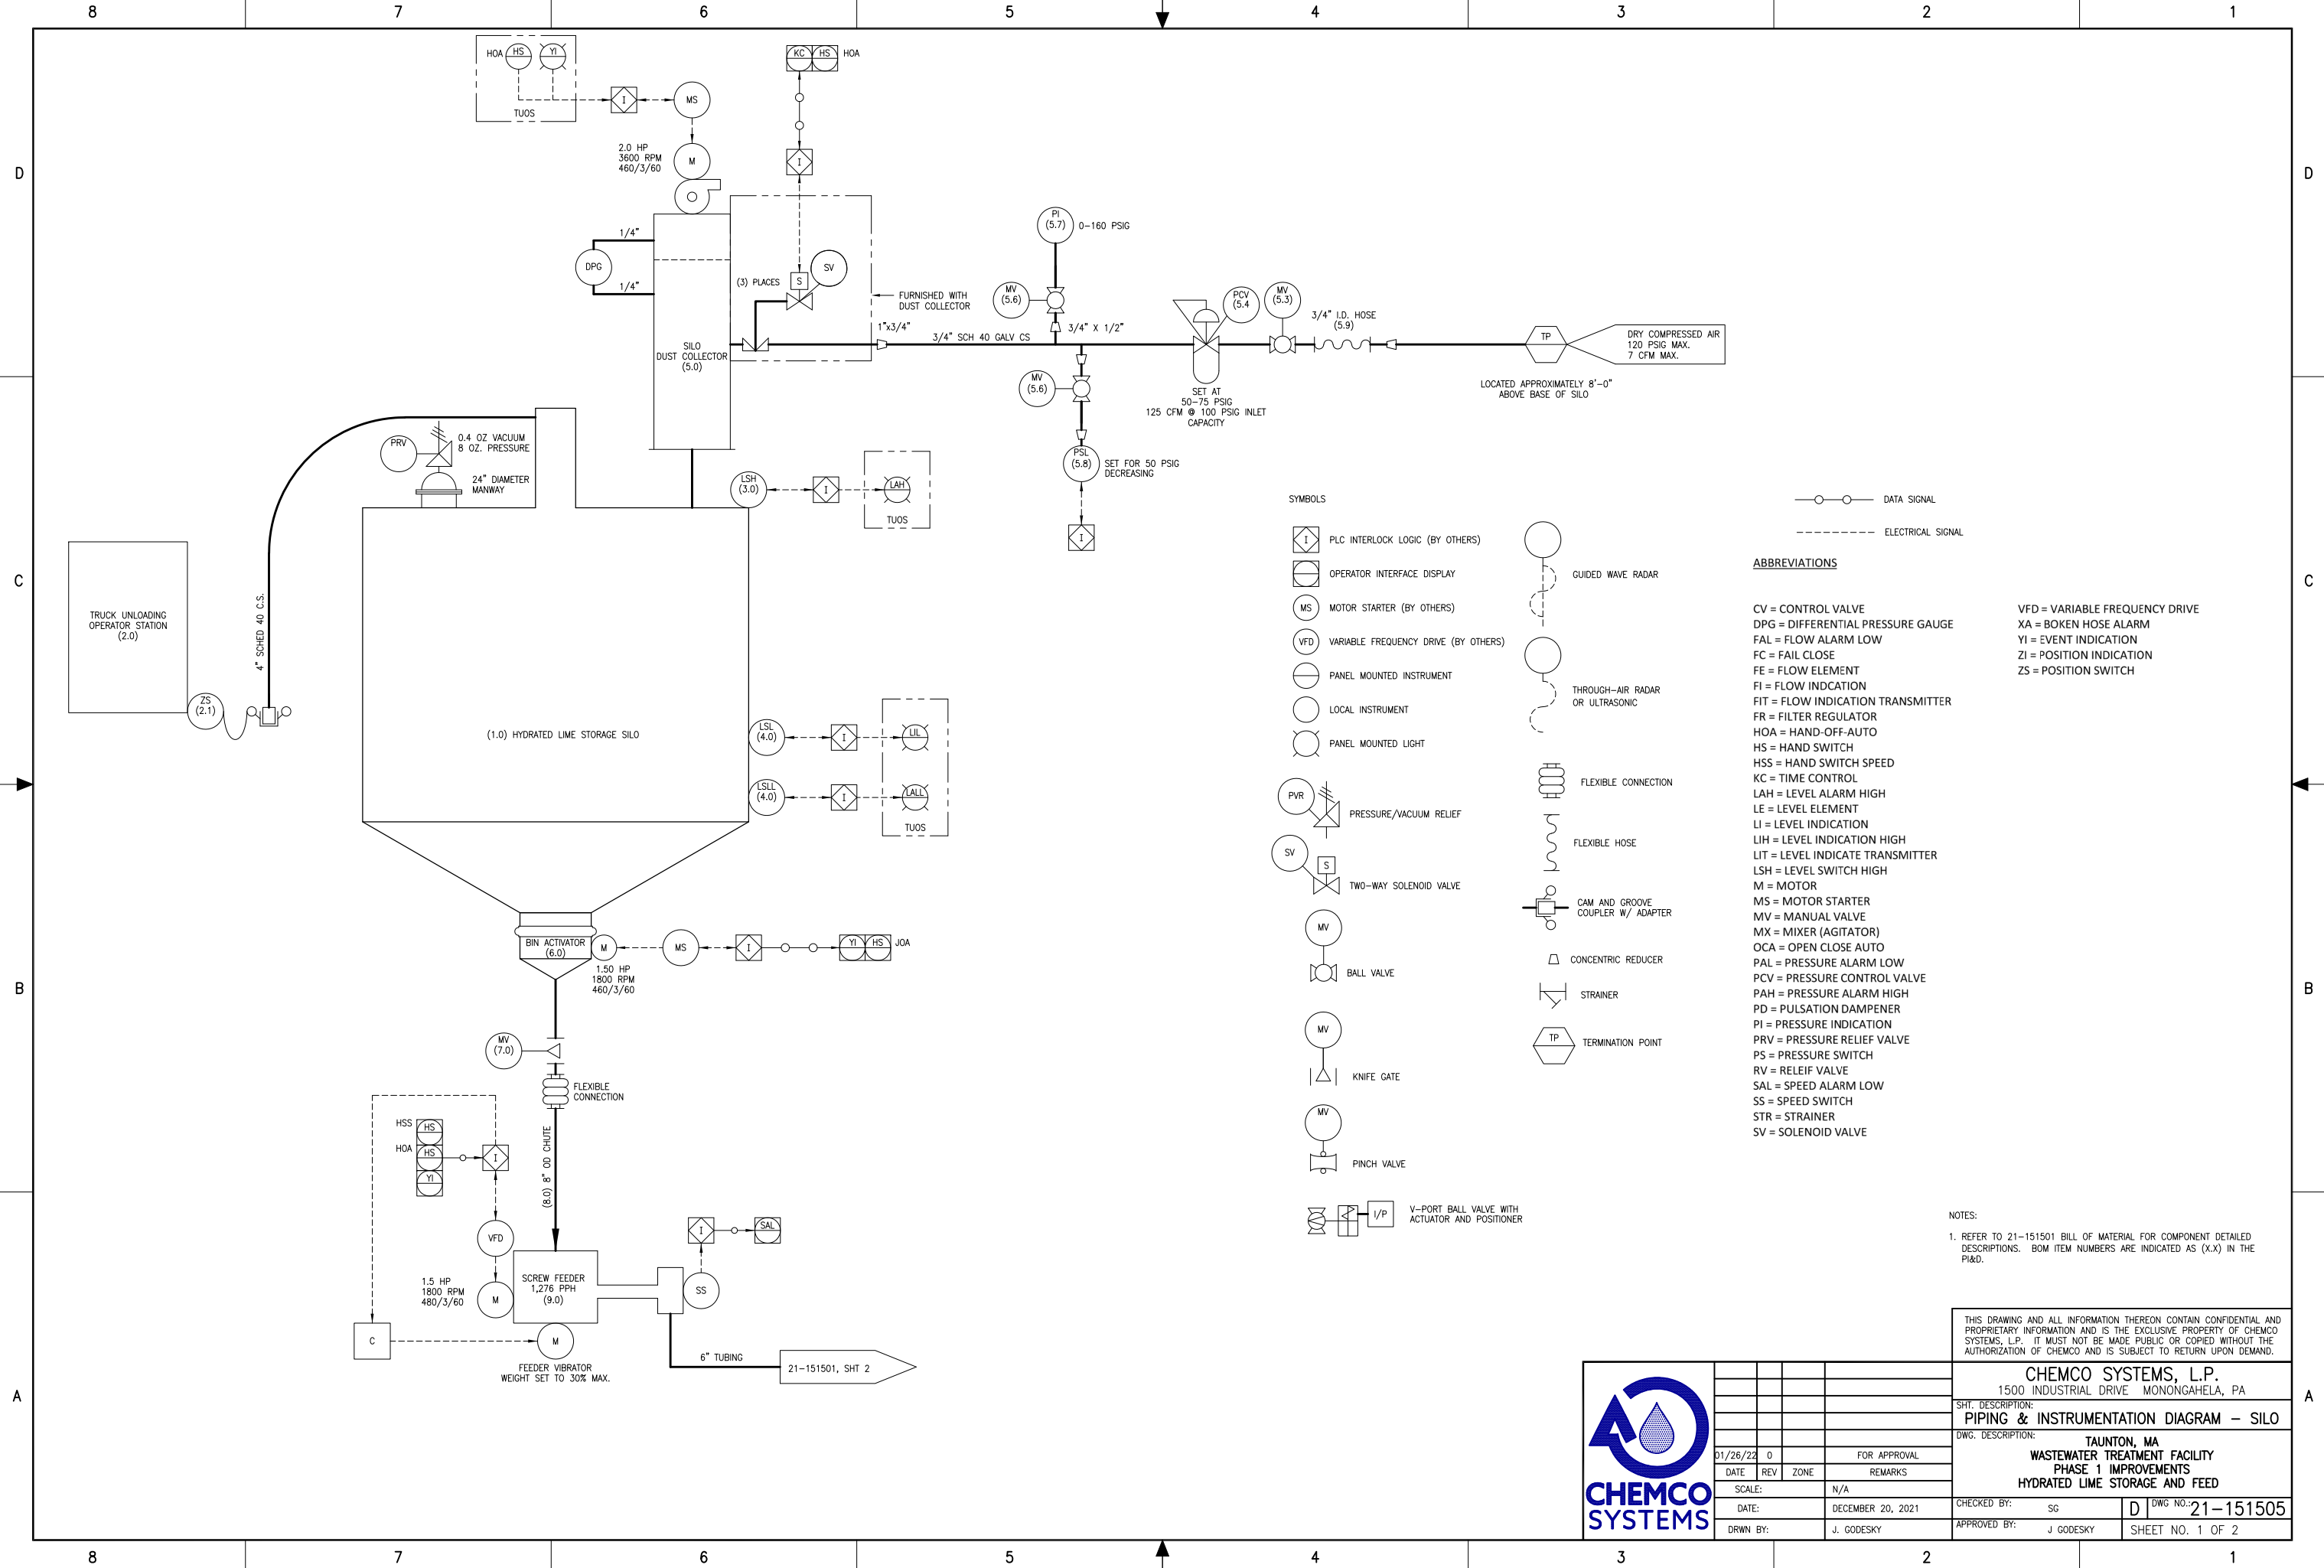 8 7 6 5 4 3 2 1
D
C
B
A
D
C
B
A
HOA
HS
YI
TUOS
I
MS
2.0 HP
3600 RPM
460/3/60
M
KC
HS
HOA
I
1/4"
DPG
1/4"
SILO
DUST COLLECTOR
(5.0)
(3) PLACES
S
SV
FURNISHED WITH
DUST COLLECTOR
1"x3/4"
3/4" SCH 40 GALV CS
PI
(5.7)
0-160 PSIG
MV
(5.6)
3/4" X 1/2"
MV
(5.6)
PSL
(5.8)
SET FOR 50 PSIG
DECREASING
I
PCV
(5.4
SET AT
50-75 PSIG
125 CFM @ 100 PSIG INLET
CAPACITY
MV
(5.3)
3/4" I.D. HOSE
(5.9)
TP
DRY COMPRESSED AIR
120 PSIG MAX.
7 CFM MAX.
LOCATED APPROXIMATELY 8'-0"
ABOVE BASE OF SILO
PRV
0.4 OZ VACUUM
8 OZ. PRESSURE
24" DIAMETER
MANWAY
LSH
(3.0)
I
LAH
TUOS
TRUCK UNLOADING
OPERATOR STATION
(2.0)
4" SCHED 40 C.S.
ZS
(2.1)
(1.0) HYDRATED LIME STORAGE SILO
LSL
(4.0)
I
LIL
LSLL
(4.0)
I
LALL
TUOS
BIN ACTIVATOR
(6.0)
M
1.50 HP
1800 RPM
460/3/60
MS
I
YI
HS
JOA
MV
(7.0)
FLEXIBLE
CONNECTION
(8.0) 8" OD CHUTE
HSS
HS
HOA
HS
YI
I
VFD
1.5 HP
1800 RPM
480/3/60
M
SCREW FEEDER
1,276 PPH
(9.0)
I
SAL
SS
C
M
FEEDER VIBRATOR
WEIGHT SET TO 30% MAX.
6" TUBING
21-151501, SHT 2
SYMBOLS
I
PLC INTERLOCK LOGIC (BY OTHERS)
OPERATOR INTERFACE DISPLAY
MS
MOTOR STARTER (BY OTHERS)
VFD
VARIABLE FREQUENCY DRIVE (BY OTHERS)
PANEL MOUNTED INSTRUMENT
LOCAL INSTRUMENT
PANEL MOUNTED LIGHT
PVR
PRESSURE/VACUUM RELIEF
SV
S
TWO-WAY SOLENOID VALVE
MV
BALL VALVE
MV
KNIFE GATE
MV
PINCH VALVE
I/P
V-PORT BALL VALVE WITH
ACTUATOR AND POSITIONER
GUIDED WAVE RADAR
THROUGH-AIR RADAR
OR ULTRASONIC
FLEXIBLE CONNECTION
FLEXIBLE HOSE
CAM AND GROOVE
COUPLER W/ ADAPTER
CONCENTRIC REDUCER
STRAINER
TP
TERMINATION POINT
DATA SIGNAL
ELECTRICAL SIGNAL
ABBREVIATIONS
CV = CONTROL VALVE
DPG = DIFFERENTIAL PRESSURE GAUGE
FAL = FLOW ALARM LOW
FC = FAIL CLOSE
FE = FLOW ELEMENT
FI = FLOW INDCATION
FIT = FLOW INDICATION TRANSMITTER
FR = FILTER REGULATOR
HOA = HAND-OFF-AUTO
HS = HAND SWITCH
HSS = HAND SWITCH SPEED
KC = TIME CONTROL
LAH = LEVEL ALARM HIGH
LE = LEVEL ELEMENT
LI = LEVEL INDICATION
LIH = LEVEL INDICATION HIGH
LIT = LEVEL INDICATE TRANSMITTER
LSH = LEVEL SWITCH HIGH
M = MOTOR
MS = MOTOR STARTER
MV = MANUAL VALVE
MX = MIXER (AGITATOR)
OCA = OPEN CLOSE AUTO
PAL = PRESSURE ALARM LOW
PCV = PRESSURE CONTROL VALVE
PAH = PRESSURE ALARM HIGH
PD = PULSATION DAMPENER
PI = PRESSURE INDICATION
PRV = PRESSURE RELIEF VALVE
PS = PRESSURE SWITCH
RV = RELEIF VALVE
SAL = SPEED ALARM LOW
SS = SPEED SWITCH
STR = STRAINER
SV = SOLENOID VALVE
VFD = VARIABLE FREQUENCY DRIVE
XA = BOKEN HOSE ALARM
YI = EVENT INDICATION
ZI = POSITION INDICATION
ZS = POSITION SWITCH
NOTES:
1. REFER TO 21-151501 BILL OF MATERIAL FOR COMPONENT DETAILED
DESCRIPTIONS. BOM ITEM NUMBERS ARE INDICATED AS (X.X) IN THE
PI&D.
THIS DRAWING AND ALL INFORMATION THEREON CONTAIN CONFIDENTIAL AND
PROPRIETARY INFORMATION AND IS THE EXCLUSIVE PROPERTY OF CHEMCO
SYSTEMS, L.P. IT MUST NOT BE MADE PUBLIC OR COPIED WITHOUT THE
AUTHORIZATION OF CHEMCO AND IS SUBJECT TO RETURN UPON DEMAND.
CHEMCO
SYSTEMS
CHEMCO SYSTEMS, L.P.
1500 INDUSTRIAL DRIVE MONONGAHELA, PA
SHT. DESCRIPTION:
PIPING & INSTRUMENTATION DIAGRAM - SILO
DWG. DESCRIPTION:
TAUNTON, MA
WASTEWATER TREATMENT FACILITY
PHASE 1 IMPROVEMENTS
HYDRATED LIME STORAGE AND FEED
01/26/22 0 FOR APPROVAL
DATE REV ZONE REMARKS
SCALE: N/A
DATE: DECEMBER 20, 2021
DRWN BY: J. GODESKY
CHECKED BY: SG
APPROVED BY: J GODESKY
D
DWG NO.: 21-151505
SHEET NO. 1 OF 2
8 7 6 5 4 3 2 1